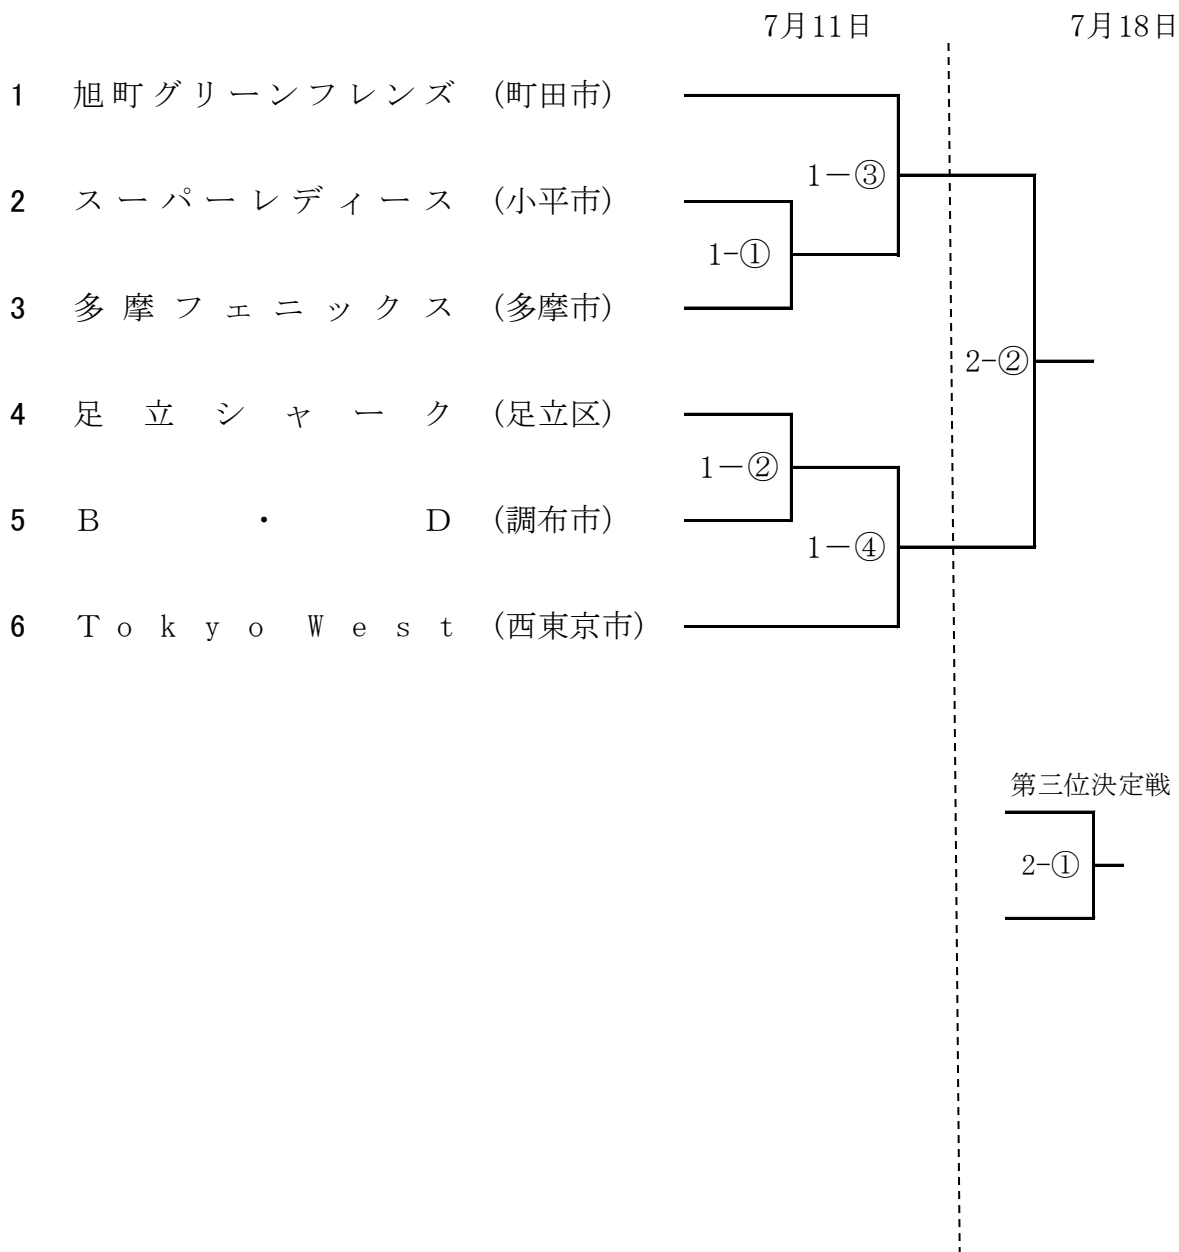 7月11日 7月18日
1 旭町グリーンフレンズ (町田市)
1－③
2 スーパーレディース (小平市)
1-①
3 多摩フェニックス (多摩市)
2-②
4 足立シャーク (足立区)
1－②
5 B・D (調布市)
1－④
6 Tokyo West (西東京市)
第三位決定戦
2-①